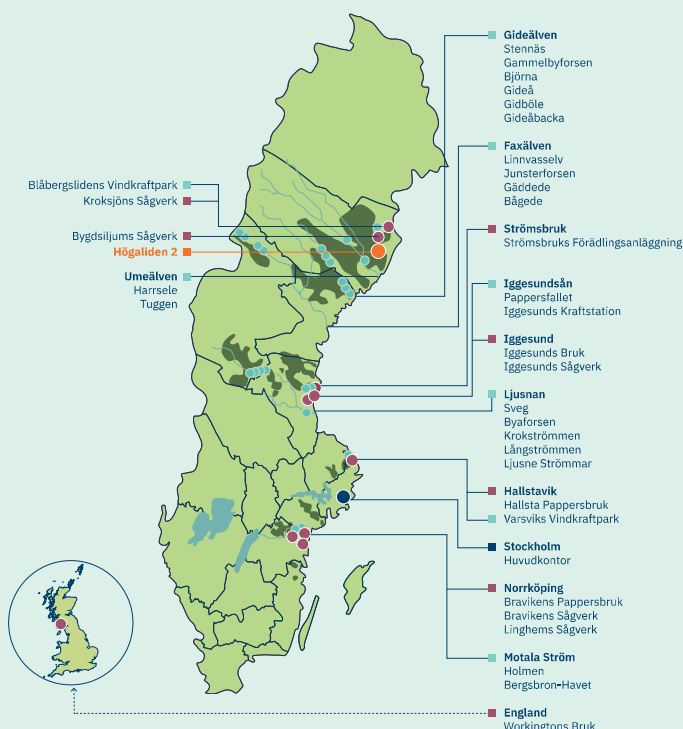 Gideälven
Stennäs
Gammelbyforsen
Björna
Gideå
Gidböle
Gideåbacka
Faxälven
Linnvasselv
Junsterforsen
Gäddede
Bågede
Blåbergslidens Vindkraftpark
Kroksjöns Sågverk
Bygdsiljums Sågverk
Högaliden 2
Umeälven
Harrsele
Tuggen
Strömsbruk
Strömsbruks Förädlingsanläggning
Iggesundsån
Pappersfallet
Iggesunds Kraftstation
Iggesund
Iggesunds Bruk
Iggesunds Sågverk
Ljusnan
Sveg
Byaforsen
Krokströmmen
Långströmmen
Ljusne Strömmar
Hallstavik
Hallsta Pappersbruk
Varsviks Vindkraftpark
Stockholm
Huvudkontor
Norrköping
Bravikens Pappersbruk
Bravikens Sågverk
Linghems Sågverk
Motala Ström
Holmen
Bergsbron-Havet
England
Workingtons Bruk